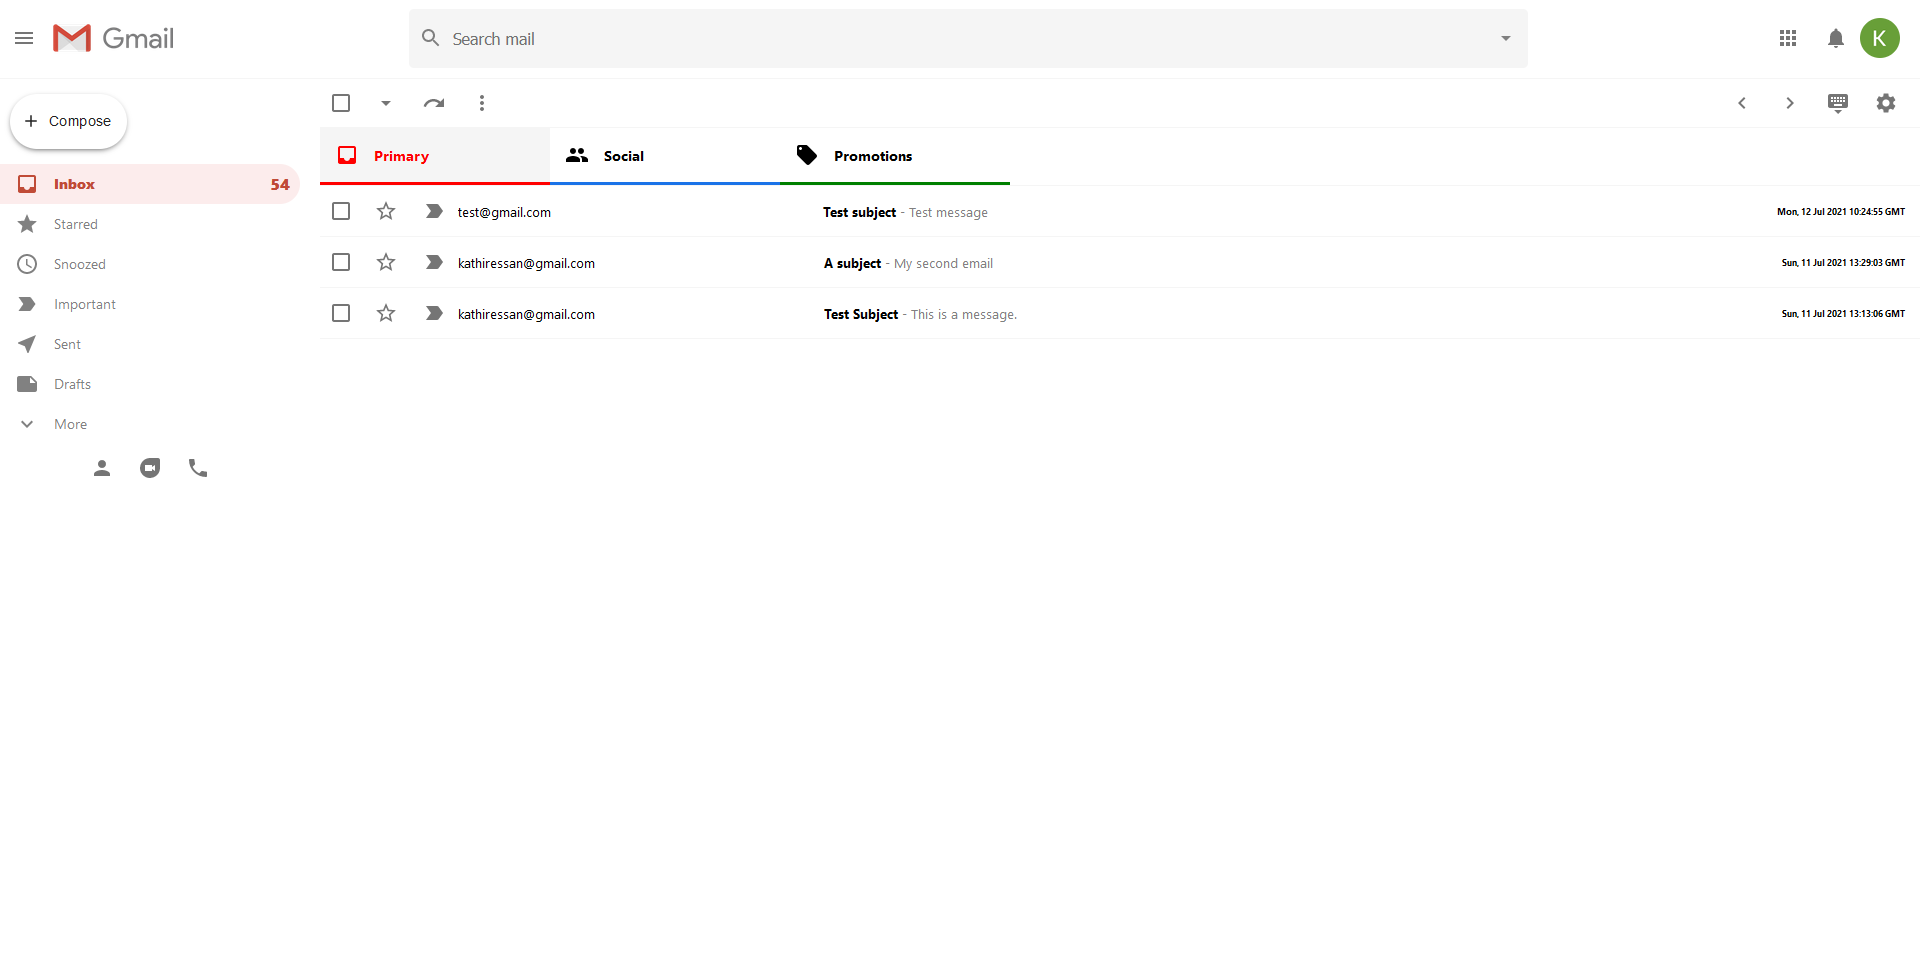 Gmail
Search mail
K
Compose
Inbox 54
Starred
Snoozed
Important
Sent
Drafts
More
Primary Social Promotions
test@gmail.com Test subject - Test message Mon, 12 Jul 2021 10:24:55 GMT
kathiressan@gmail.com A subject - My second email Sun, 11 Jul 2021 13:29:03 GMT
kathiressan@gmail.com Test Subject - This is a message. Sun, 11 Jul 2021 13:13:06 GMT